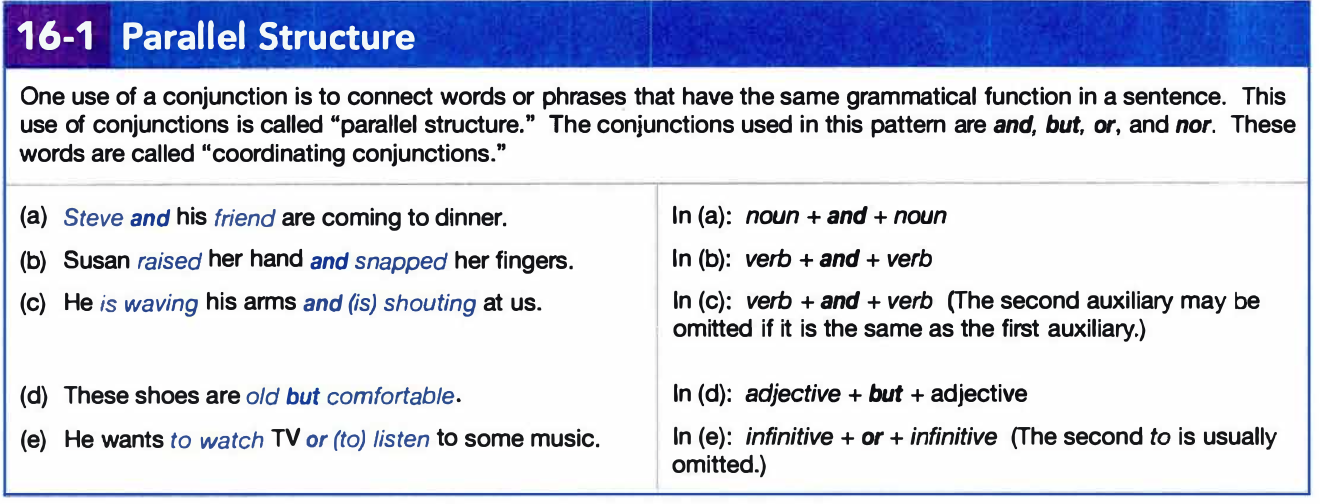 16-1 Parallel Structure
One use of a conjunction is to connect words or phrases that have the same grammatical function in a sentence. This
use of conjunctions is called “parallel structure.” The conjunctions used in this pattern are and, but, or, and nor. These
words are called “coordinating conjunctions.”
(a) Steve and his friend are coming to dinner.
In (a): noun + and + noun
(b) Susan raised her hand and snapped her fingers.
In (b): verb + and + verb
(c) He is waving his arms and (is) shouting at us.
In (c): verb + and + verb (The second auxiliary may be
omitted if it is the same as the first auxiliary.)
(d) These shoes are old but comfortable.
In (d): adjective + but + adjective
(e) He wants to watch TV or (to) listen to some music.
In (e): infinitive + or + infinitive (The second to is usually
omitted.)